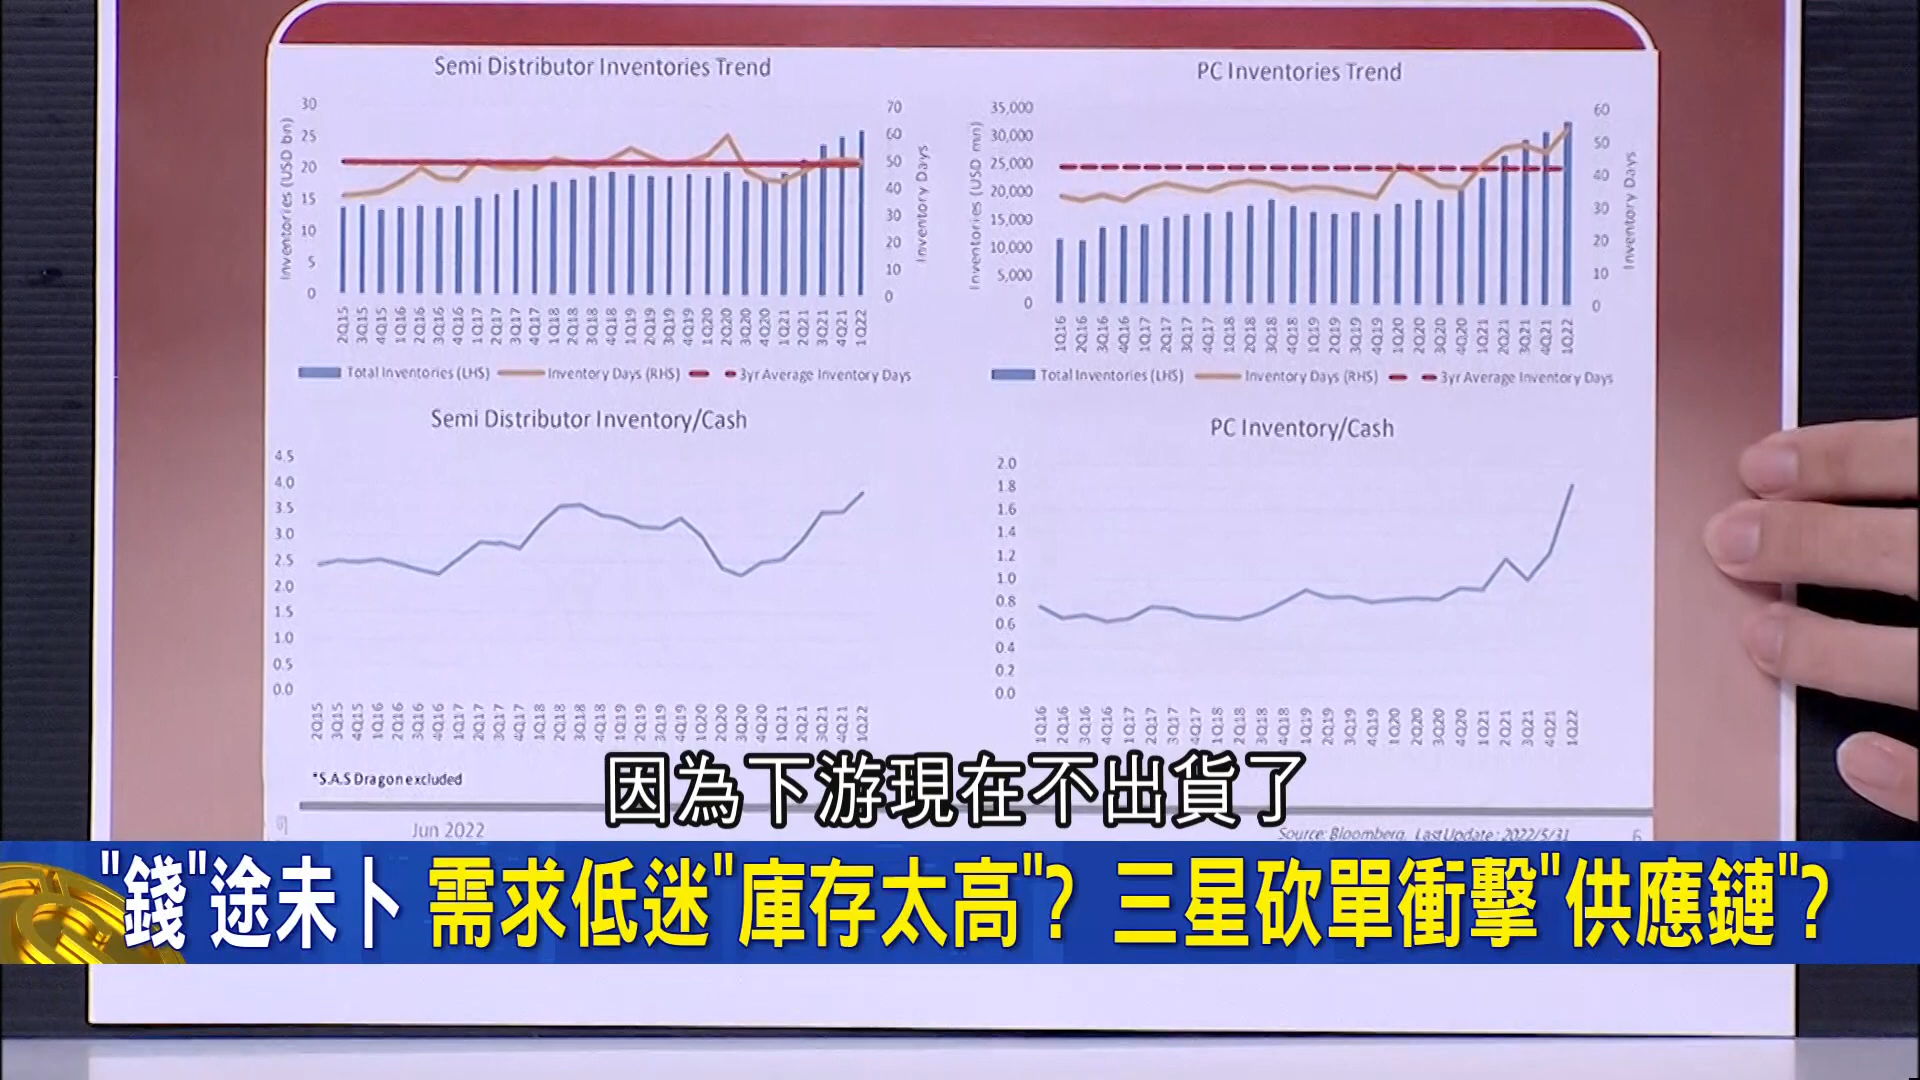 Semi Distributor Inventories Trend
30
25
20
15
10
5
0
Inventories (USD bn)
70
60
50
40
30
20
10
0
Inventory Days
2Q15 3Q15 4Q15 1Q16 2Q16 3Q16 4Q16 1Q17 2Q17 3Q17 4Q17 1Q18 2Q18 3Q18 4Q18 1Q19 2Q19 3Q19 4Q19 1Q20 2Q20 3Q20 4Q20 1Q21 2Q21 3Q21 4Q21 1Q22
Total Inventories (LHS) Inventory Days (RHS) 3yr Average Inventory Days
PC Inventories Trend
35,000
30,000
25,000
20,000
15,000
10,000
5,000
0
Inventories (USD mn)
60
50
40
30
20
10
0
Inventory Days
1Q16 2Q16 3Q16 4Q16 1Q17 2Q17 3Q17 4Q17 1Q18 2Q18 3Q18 4Q18 1Q19 2Q19 3Q19 4Q19 1Q20 2Q20 3Q20 4Q20 1Q21 2Q21 3Q21 4Q21 1Q22
Total Inventories (LHS) Inventory Days (RHS) 3yr Average Inventory Days
Semi Distributor Inventory/Cash
4.5
4.0
3.5
3.0
2.5
2.0
1.5
1.0
0.5
0.0
2Q15 3Q15 4Q15 1Q16 2Q16 3Q16 4Q16 1Q17 2Q17 3Q17 4Q17 1Q18 2Q18 3Q18 4Q18 1Q19 2Q19 3Q19 4Q19 1Q20 2Q20 3Q20 4Q20 1Q21 2Q21 3Q21 4Q21 1Q22
PC Inventory/Cash
2.0
1.8
1.6
1.4
1.2
1.0
0.8
0.6
0.4
0.2
0.0
1Q16 2Q16 3Q16 4Q16 1Q17 2Q17 3Q17 4Q17 1Q18 2Q18 3Q18 4Q18 1Q19 2Q19 3Q19 4Q19 1Q20 2Q20 3Q20 4Q20 1Q21 2Q21 3Q21 4Q21 1Q22
*S.A.S Dragon excluded
因為下游現在不出貨了
Jun 2022
Source: Bloomberg, Last Update : 2022/5/31 6
"錢"途未卜 需求低迷"庫存太高"? 三星砍單衝擊"供應鏈"?